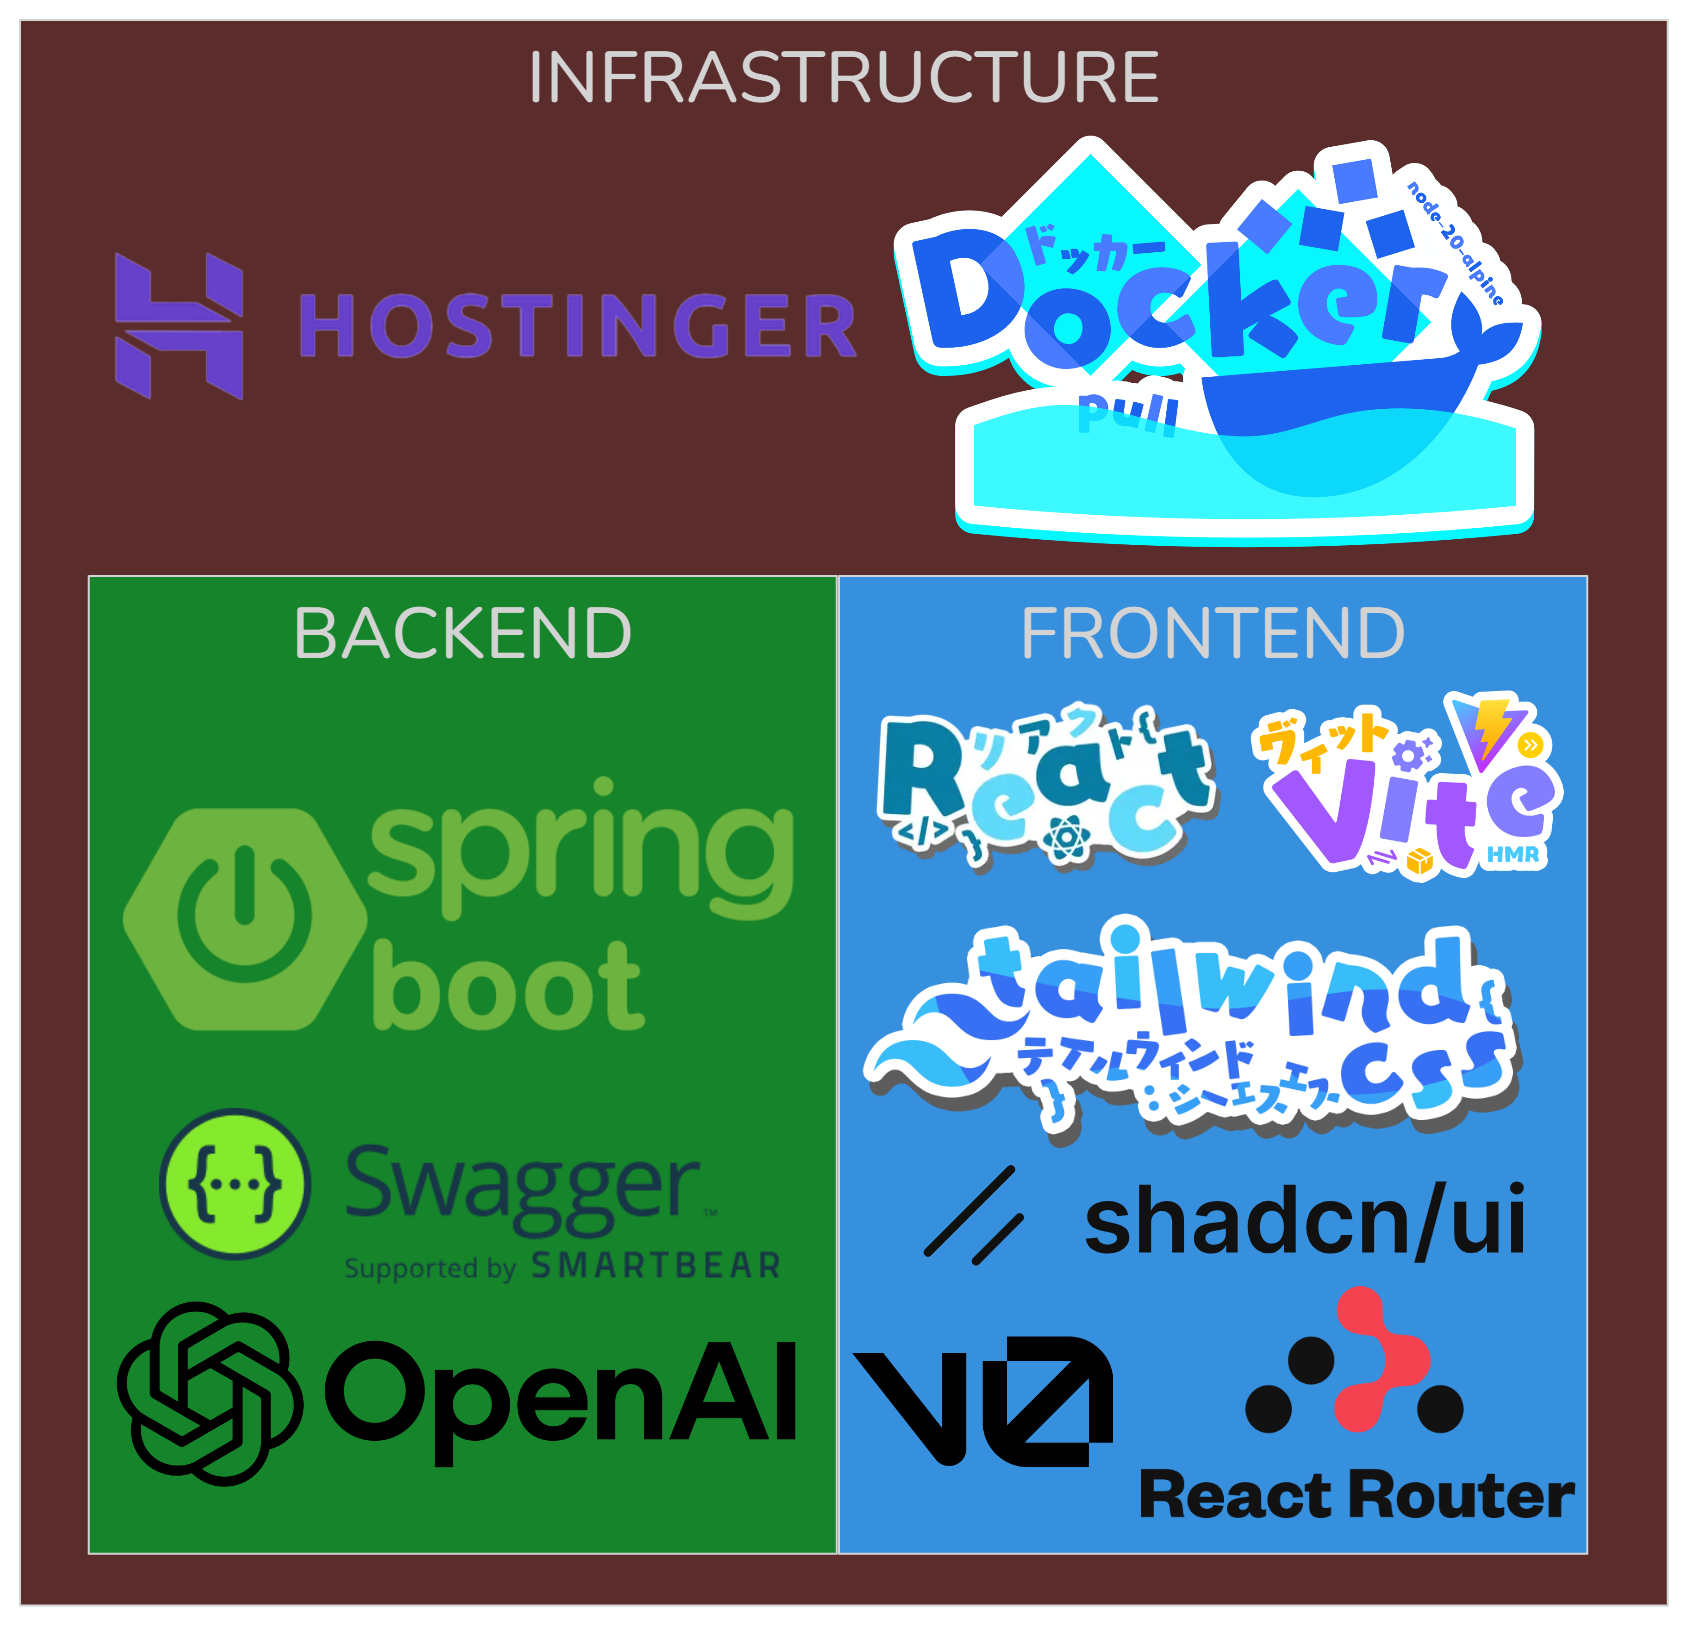 INFRASTRUCTURE
HOSTINGER
Docker
ドッカー
node-20-alpine
pull
BACKEND
spring
boot
Swagger™
Supported by SMARTBEAR
OpenAI
FRONTEND
React
リアクト{
</>
}
ヴィット
Vite
HMR
tailwind{
css
テイルウィンド
:シーエスエス
}
shadcn/ui
v0
React Router